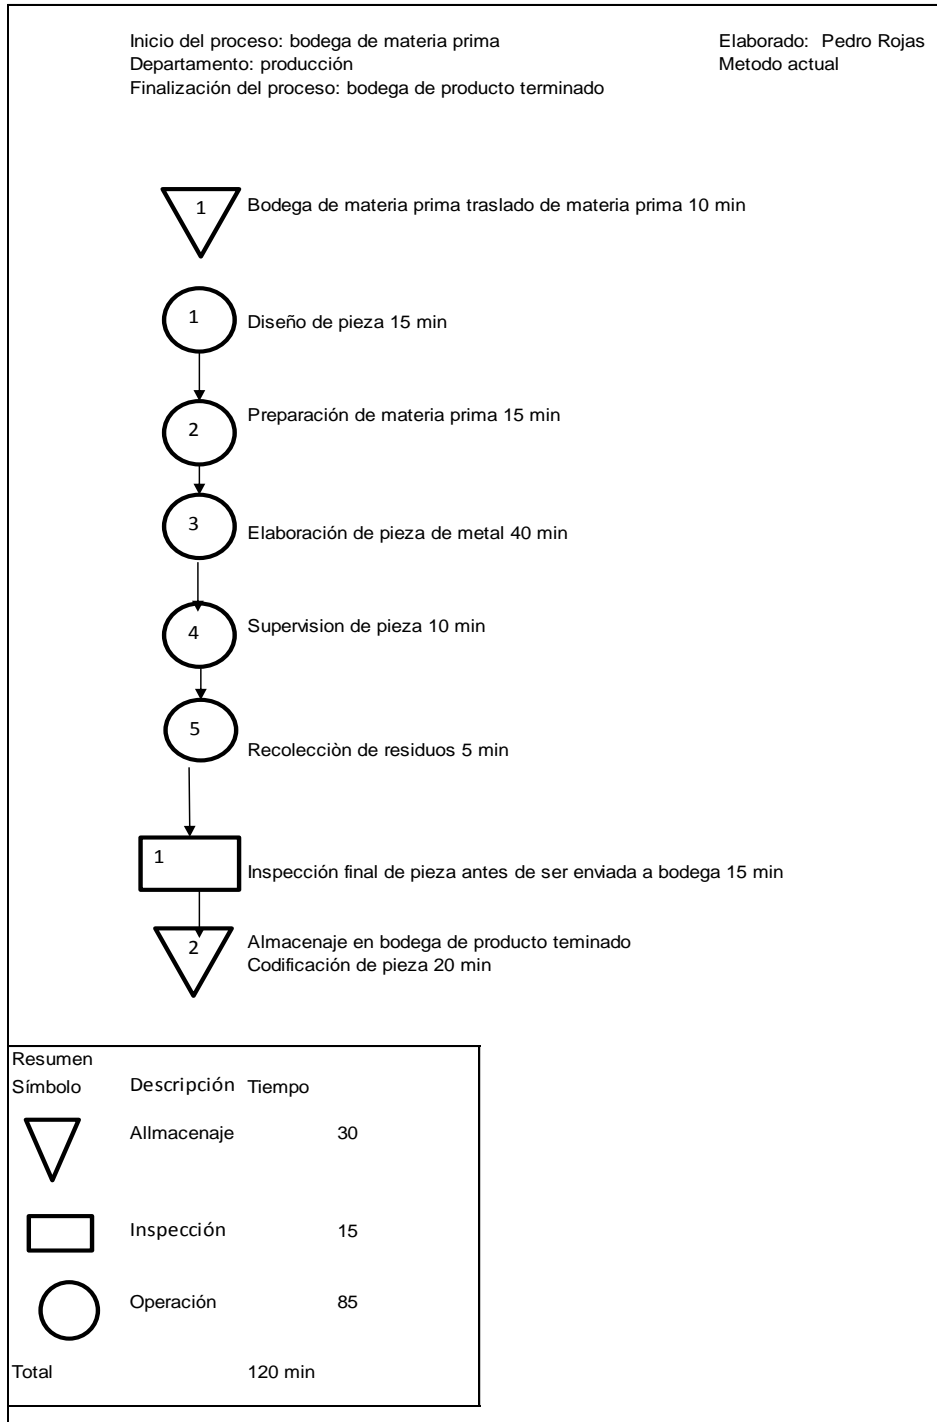 Inicio del proceso: bodega de materia prima
Elaborado: Pedro Rojas
Departamento: producción
Metodo actual
Finalización del proceso: bodega de producto terminado
1
Bodega de materia prima traslado de materia prima 10 min
1
Diseño de pieza 15 min
2
Preparación de materia prima 15 min
3
Elaboración de pieza de metal 40 min
4
Supervision de pieza 10 min
5
Recolecciòn de residuos 5 min
1
Inspección final de pieza antes de ser enviada a bodega 15 min
2
Almacenaje en bodega de producto teminado
Codificación de pieza 20 min
Resumen
Símbolo Descripción Tiempo
Allmacenaje 30
Inspección 15
Operación 85
Total 120 min